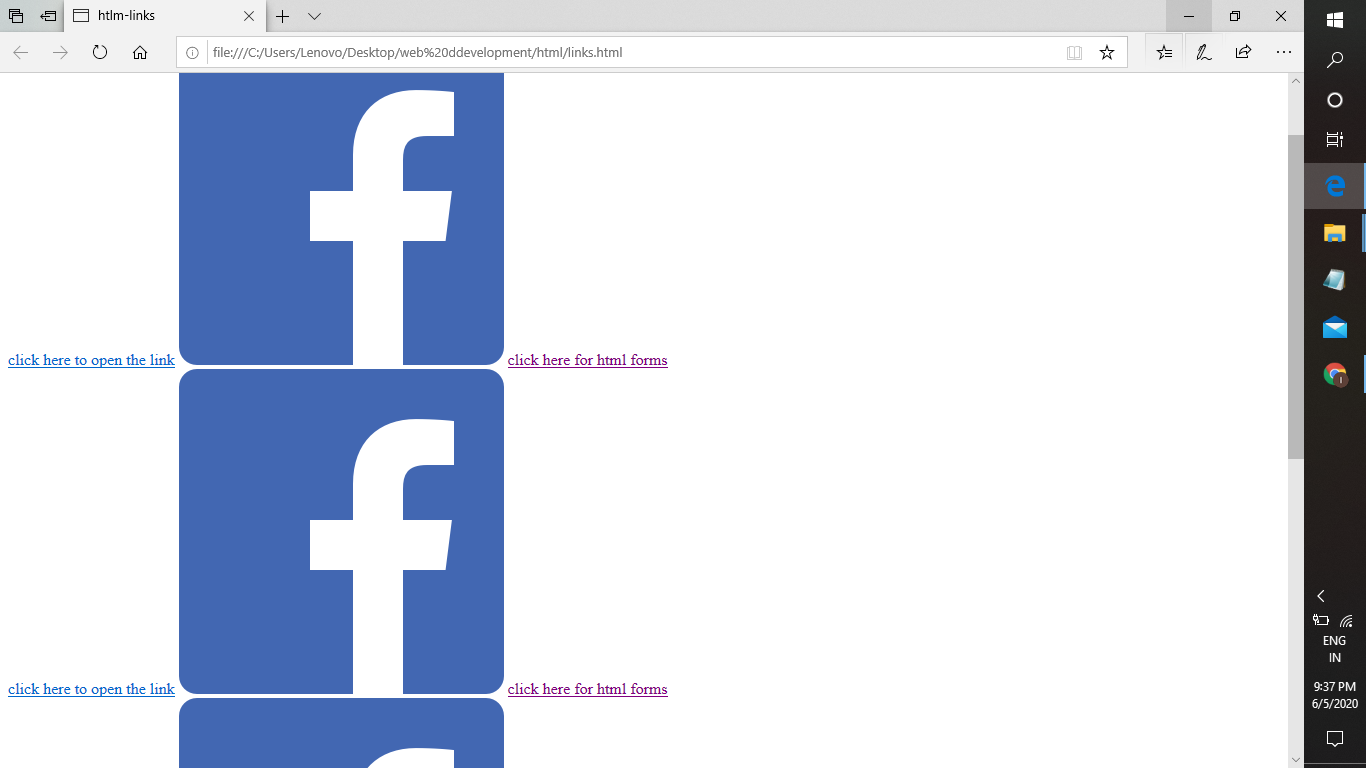 htlm-links
file:///C:/Users/Lenovo/Desktop/web%20ddevelopment/html/links.html
click here to open the link click here for html forms
click here to open the link click here for html forms
ENG
IN
9:37 PM
6/5/2020